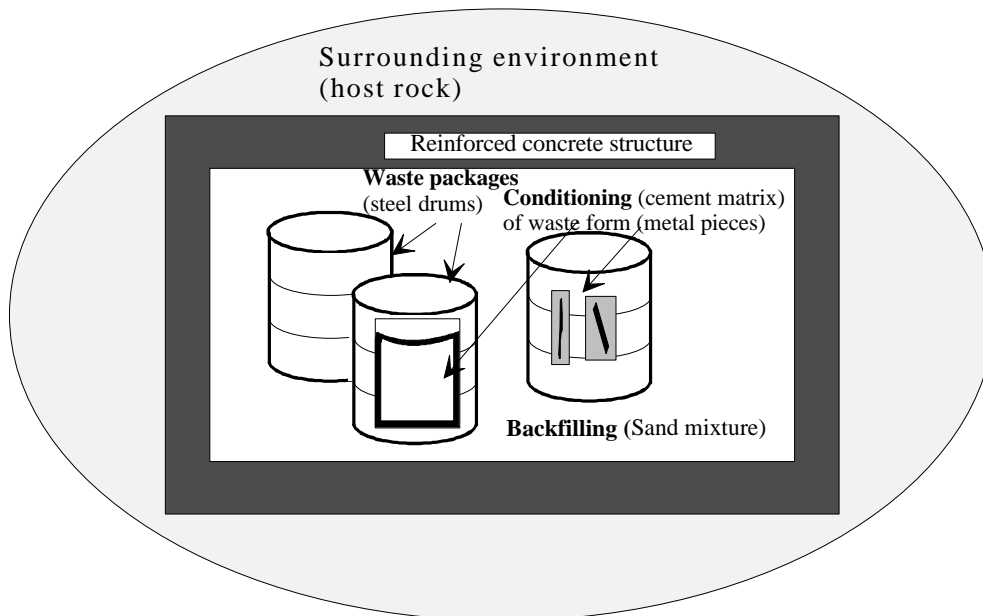 Surrounding environment
(host rock)
Reinforced concrete structure
Waste packages
(steel drums)
Conditioning (cement matrix)
of waste form (metal pieces)
Backfilling (Sand mixture)